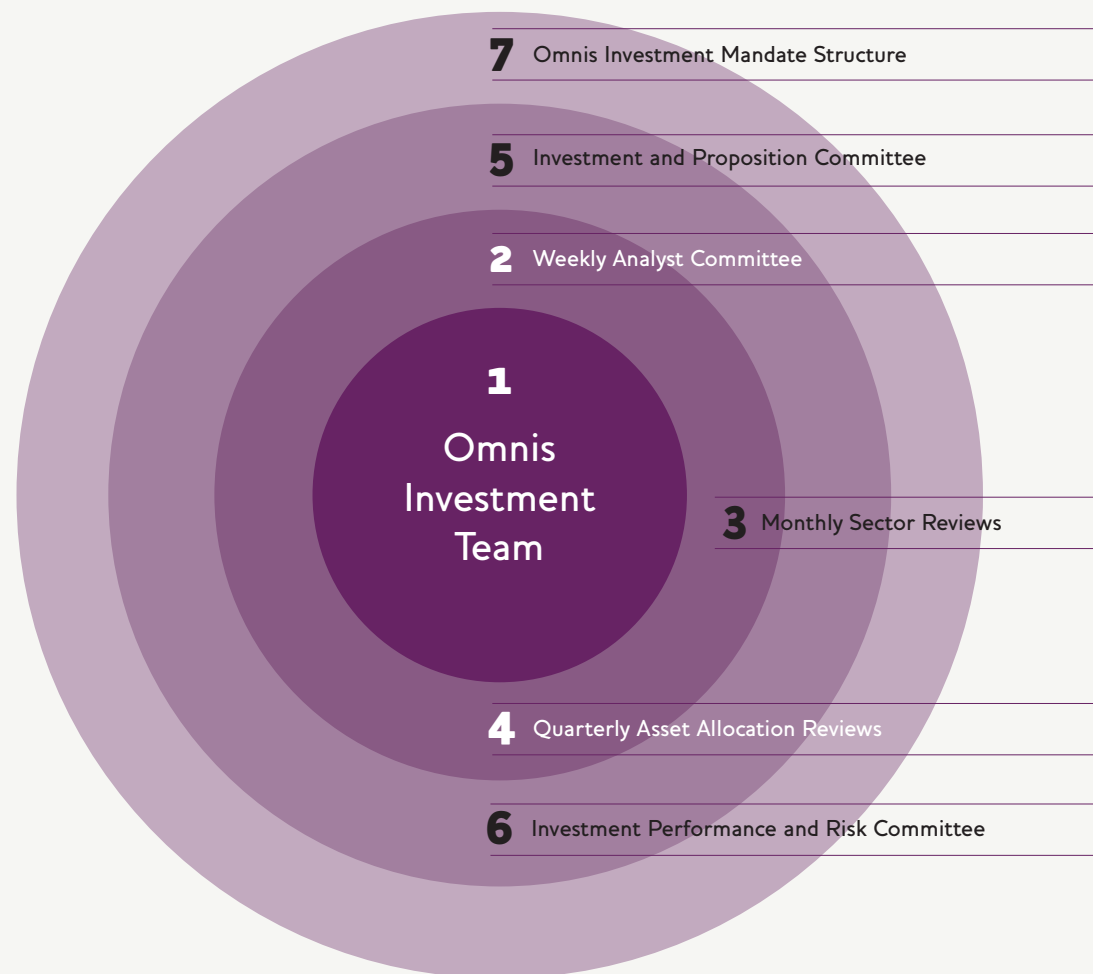 7 Omnis Investment Mandate Structure
5 Investment and Proposition Committee
2 Weekly Analyst Committee
1
Omnis
Investment
Team
3 Monthly Sector Reviews
4 Quarterly Asset Allocation Reviews
6 Investment Performance and Risk Committee